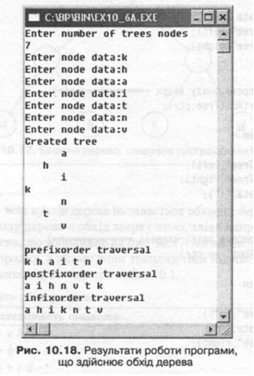 C:\BP\BIN\EX10_6A.EXE
Enter number of trees nodes
7
Enter node data:k
Enter node data:h
Enter node data:a
Enter node data:i
Enter node data:t
Enter node data:n
Enter node data:v
Created tree
a
h
i
k
n
t
v
prefixorder traversal
k h a i t n v
postfixorder traversal
a i h n v t k
infixorder traversal
a h i k n t v
Рис. 10.18. Результати роботи програми,
що здійснює обхід дерева